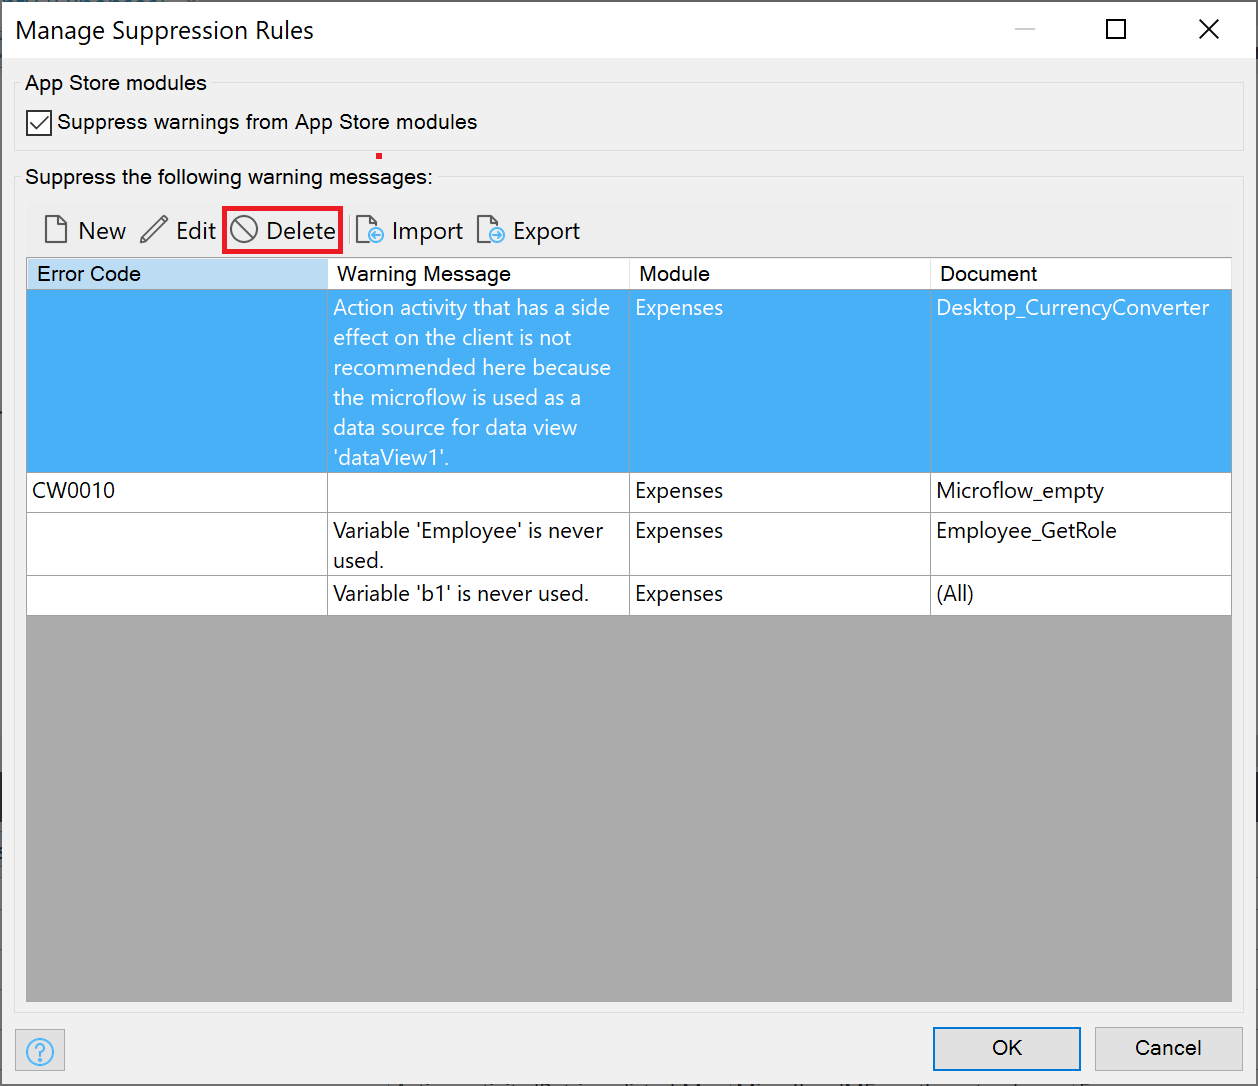 Manage Suppression Rules
App Store modules
Suppress warnings from App Store modules
Suppress the following warning messages:
New Edit Delete Import Export
Error Code Warning Message Module Document
Action activity that has a side Expenses Desktop_CurrencyConverter
effect on the client is not
recommended here because
the microflow is used as a
data source for data view
'dataView1'.
CW0010 Expenses Microflow_empty
Variable 'Employee' is never Expenses Employee_GetRole
used.
Variable 'b1' is never used. Expenses (All)
? OK Cancel